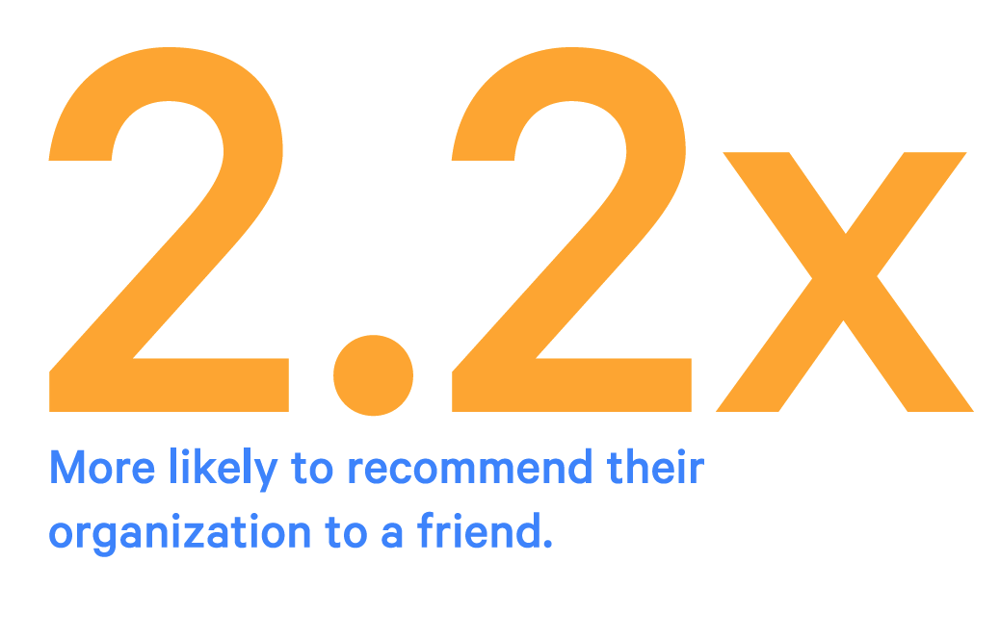 2.2x
More likely to recommend their
organization to a friend.